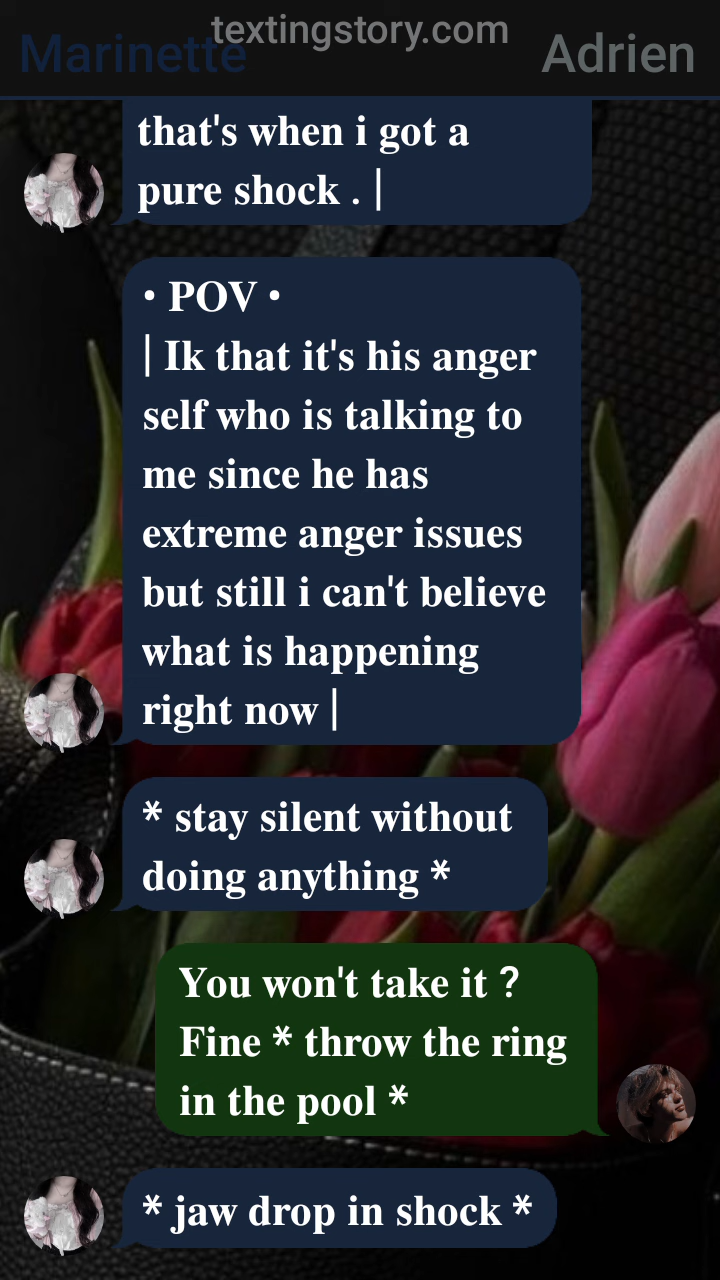 textingstory.com
Marinette
Adrien
that's when i got a
pure shock . |
• POV •
| Ik that it's his anger
self who is talking to
me since he has
extreme anger issues
but still i can't believe
what is happening
right now |
* stay silent without
doing anything *
You won't take it ?
Fine * throw the ring
in the pool *
* jaw drop in shock *